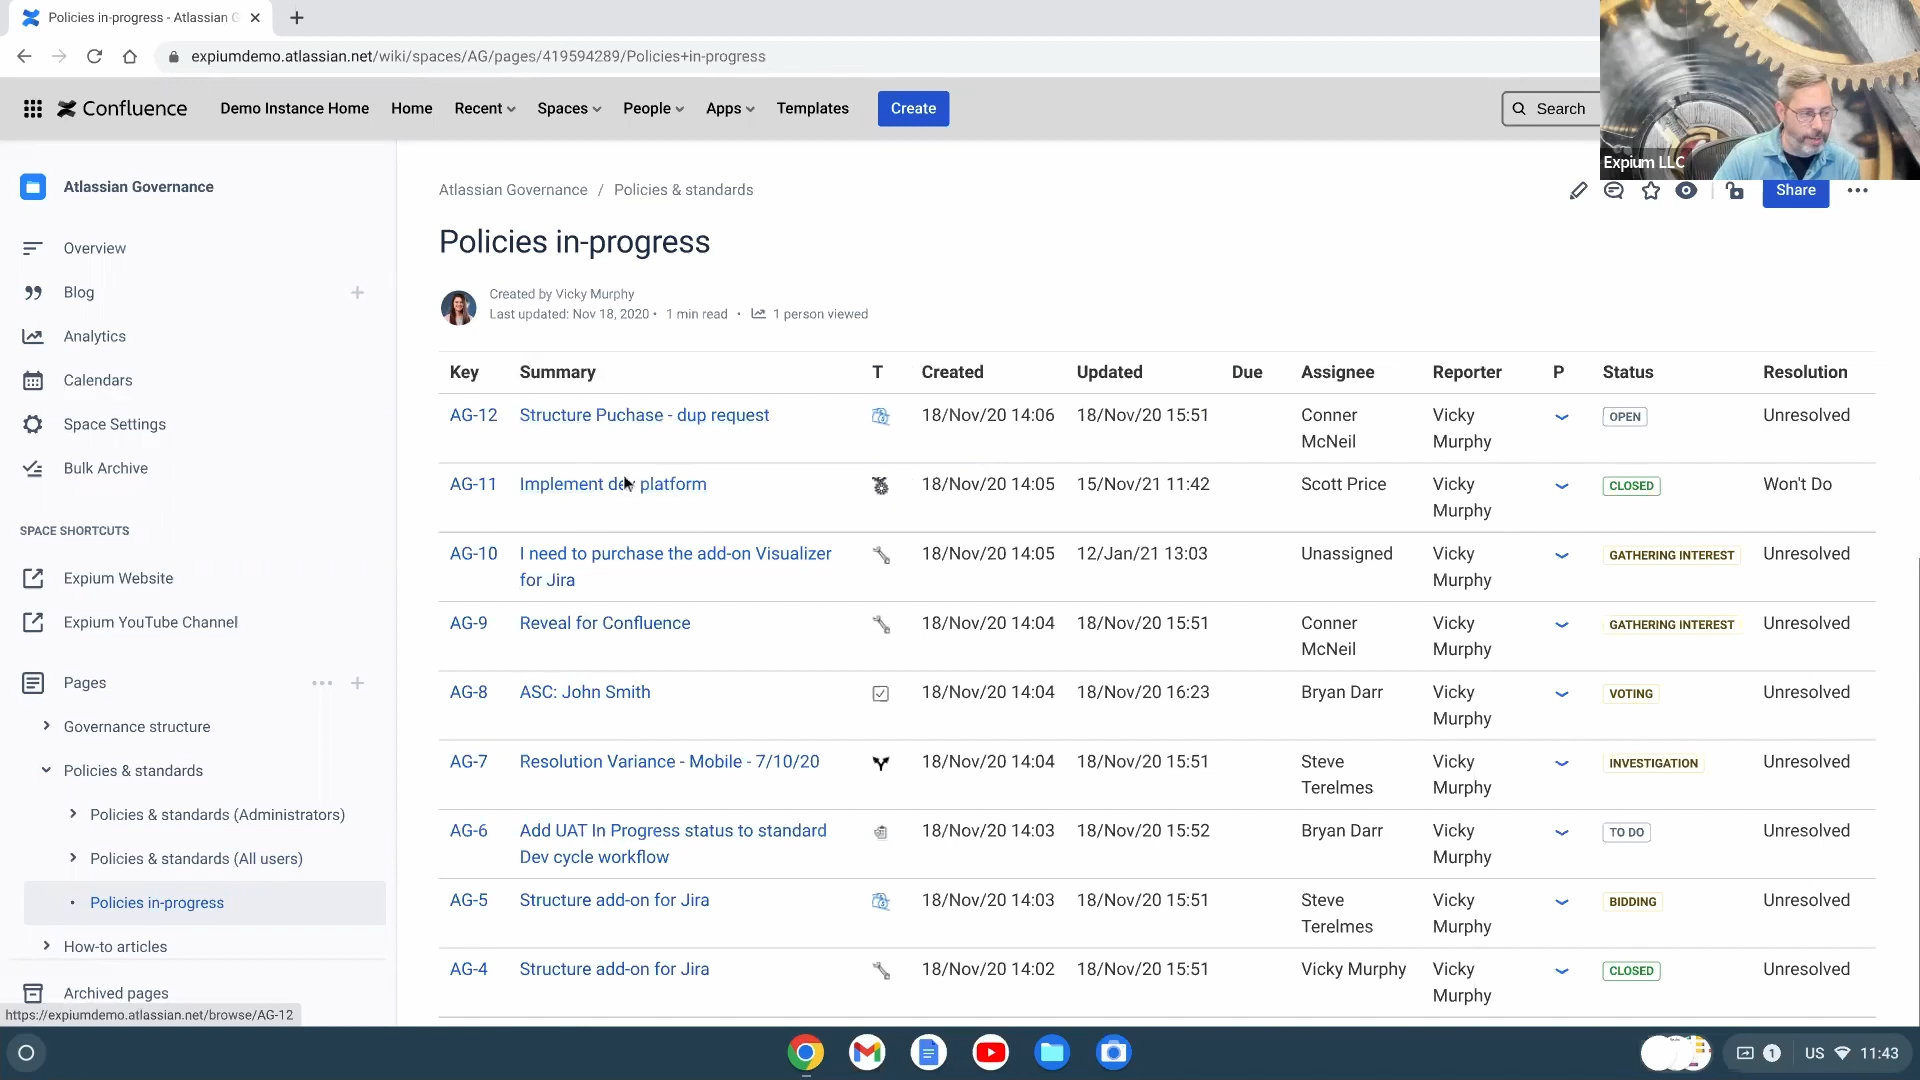 Policies in-progress - Atlassian G
expiumdemo.atlassian.net/wiki/spaces/AG/pages/419594289/Policies+in-progress
Confluence
Demo Instance Home
Home
Recent
Spaces
People
Apps
Templates
Create
Search
Expium LLC
Atlassian Governance
Overview
Blog
Analytics
Calendars
Space Settings
Bulk Archive
SPACE SHORTCUTS
Expium Website
Expium YouTube Channel
Pages
Governance structure
Policies & standards
Policies & standards (Administrators)
Policies & standards (All users)
Policies in-progress
How-to articles
Archived pages
https://expiumdemo.atlassian.net/browse/AG-12
Atlassian Governance / Policies & standards
Share
Policies in-progress
Created by Vicky Murphy
Last updated: Nov 18, 2020 • 1 min read • 1 person viewed
Key Summary T Created Updated Due Assignee Reporter P Status Resolution
AG-12 Structure Puchase - dup request 18/Nov/20 14:06 18/Nov/20 15:51 Conner Vicky OPEN Unresolved
McNeil Murphy
AG-11 Implement dev platform 18/Nov/20 14:05 15/Nov/21 11:42 Scott Price Vicky CLOSED Won't Do
Murphy
AG-10 I need to purchase the add-on Visualizer 18/Nov/20 14:05 12/Jan/21 13:03 Unassigned Vicky GATHERING INTEREST Unresolved
for Jira Murphy
AG-9 Reveal for Confluence 18/Nov/20 14:04 18/Nov/20 15:51 Conner Vicky GATHERING INTEREST Unresolved
McNeil Murphy
AG-8 ASC: John Smith 18/Nov/20 14:04 18/Nov/20 16:23 Bryan Darr Vicky VOTING Unresolved
Murphy
AG-7 Resolution Variance - Mobile - 7/10/20 18/Nov/20 14:04 18/Nov/20 15:51 Steve Vicky INVESTIGATION Unresolved
Terelmes Murphy
AG-6 Add UAT In Progress status to standard 18/Nov/20 14:03 18/Nov/20 15:52 Bryan Darr Vicky TO DO Unresolved
Dev cycle workflow Murphy
AG-5 Structure add-on for Jira 18/Nov/20 14:03 18/Nov/20 15:51 Steve Vicky BIDDING Unresolved
Terelmes Murphy
AG-4 Structure add-on for Jira 18/Nov/20 14:02 18/Nov/20 15:51 Vicky Murphy Vicky CLOSED Unresolved
Murphy
1 US 11:43